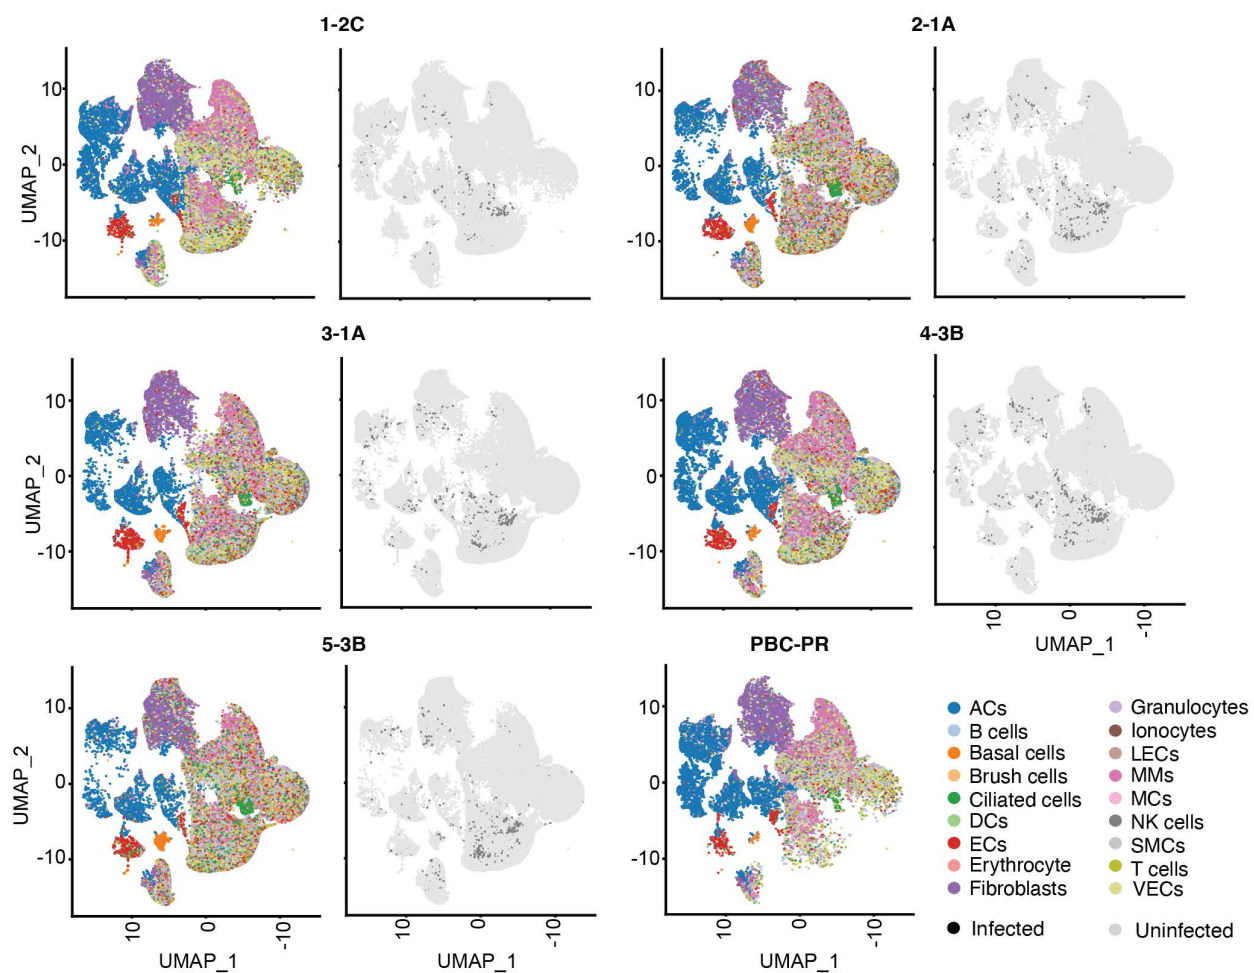 1-2C
2-1A
10
0
-10
UMAP_2
10
0
-10
3-1A
4-3B
10
0
-10
UMAP_2
10
0
-10
10
0
-10
UMAP_1
5-3B
PBC-PR
10
0
-10
UMAP_2
10
0
-10
10
0
-10
UMAP_1
10
0
-10
UMAP_1
10
0
-10
UMAP_1
ACs
B cells
Basal cells
Brush cells
Ciliated cells
DCs
ECs
Erythrocyte
Fibroblasts
Granulocytes
Ionocytes
LECs
MMs
MCs
NK cells
SMCs
T cells
VECs
Infected
Uninfected